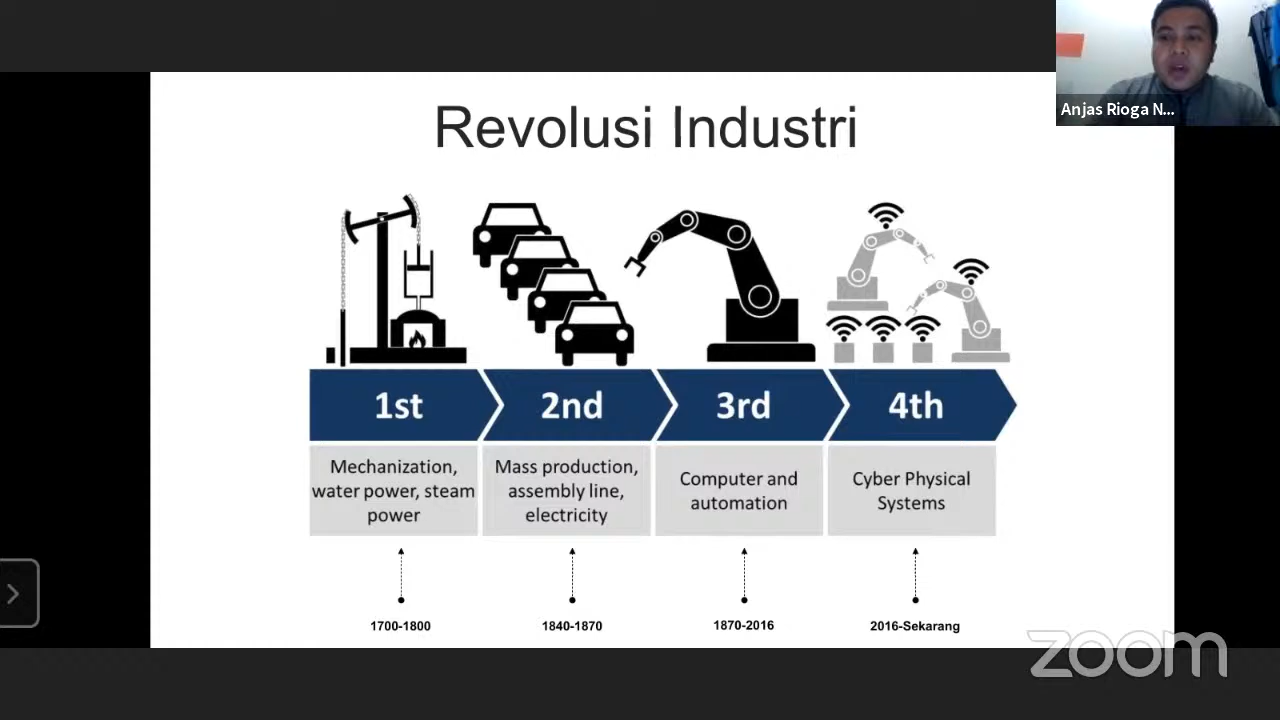 Revolusi Industri
Anjas Rioga N...
1st
2nd
3rd
4th
Mechanization,
water power, steam
power
Mass production,
assembly line,
electricity
Computer and
automation
Cyber Physical
Systems
1700-1800
1840-1870
1870-2016
2016-Sekarang
zoom